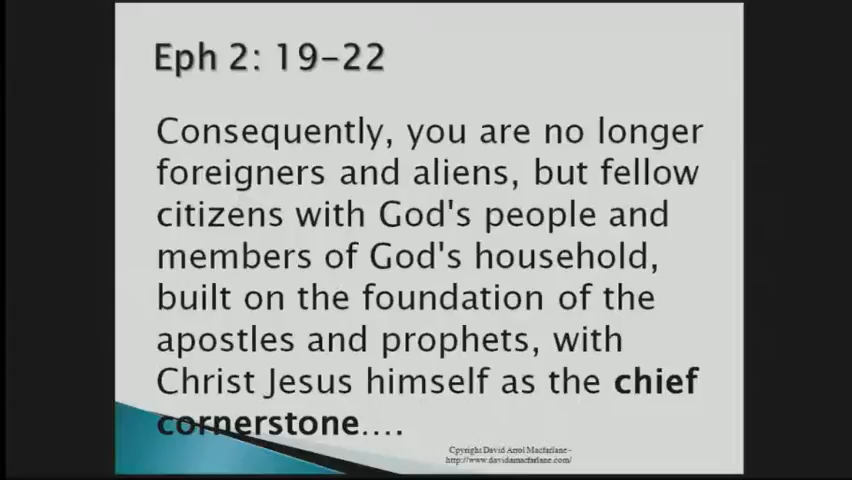 Eph 2: 19-22
Consequently, you are no longer
foreigners and aliens, but fellow
citizens with God's people and
members of God's household,
built on the foundation of the
apostles and prophets, with
Christ Jesus himself as the chief
cornerstone....
Cpyright David Arrol Macfarlane-
http://www.davidamacfarlane.com/